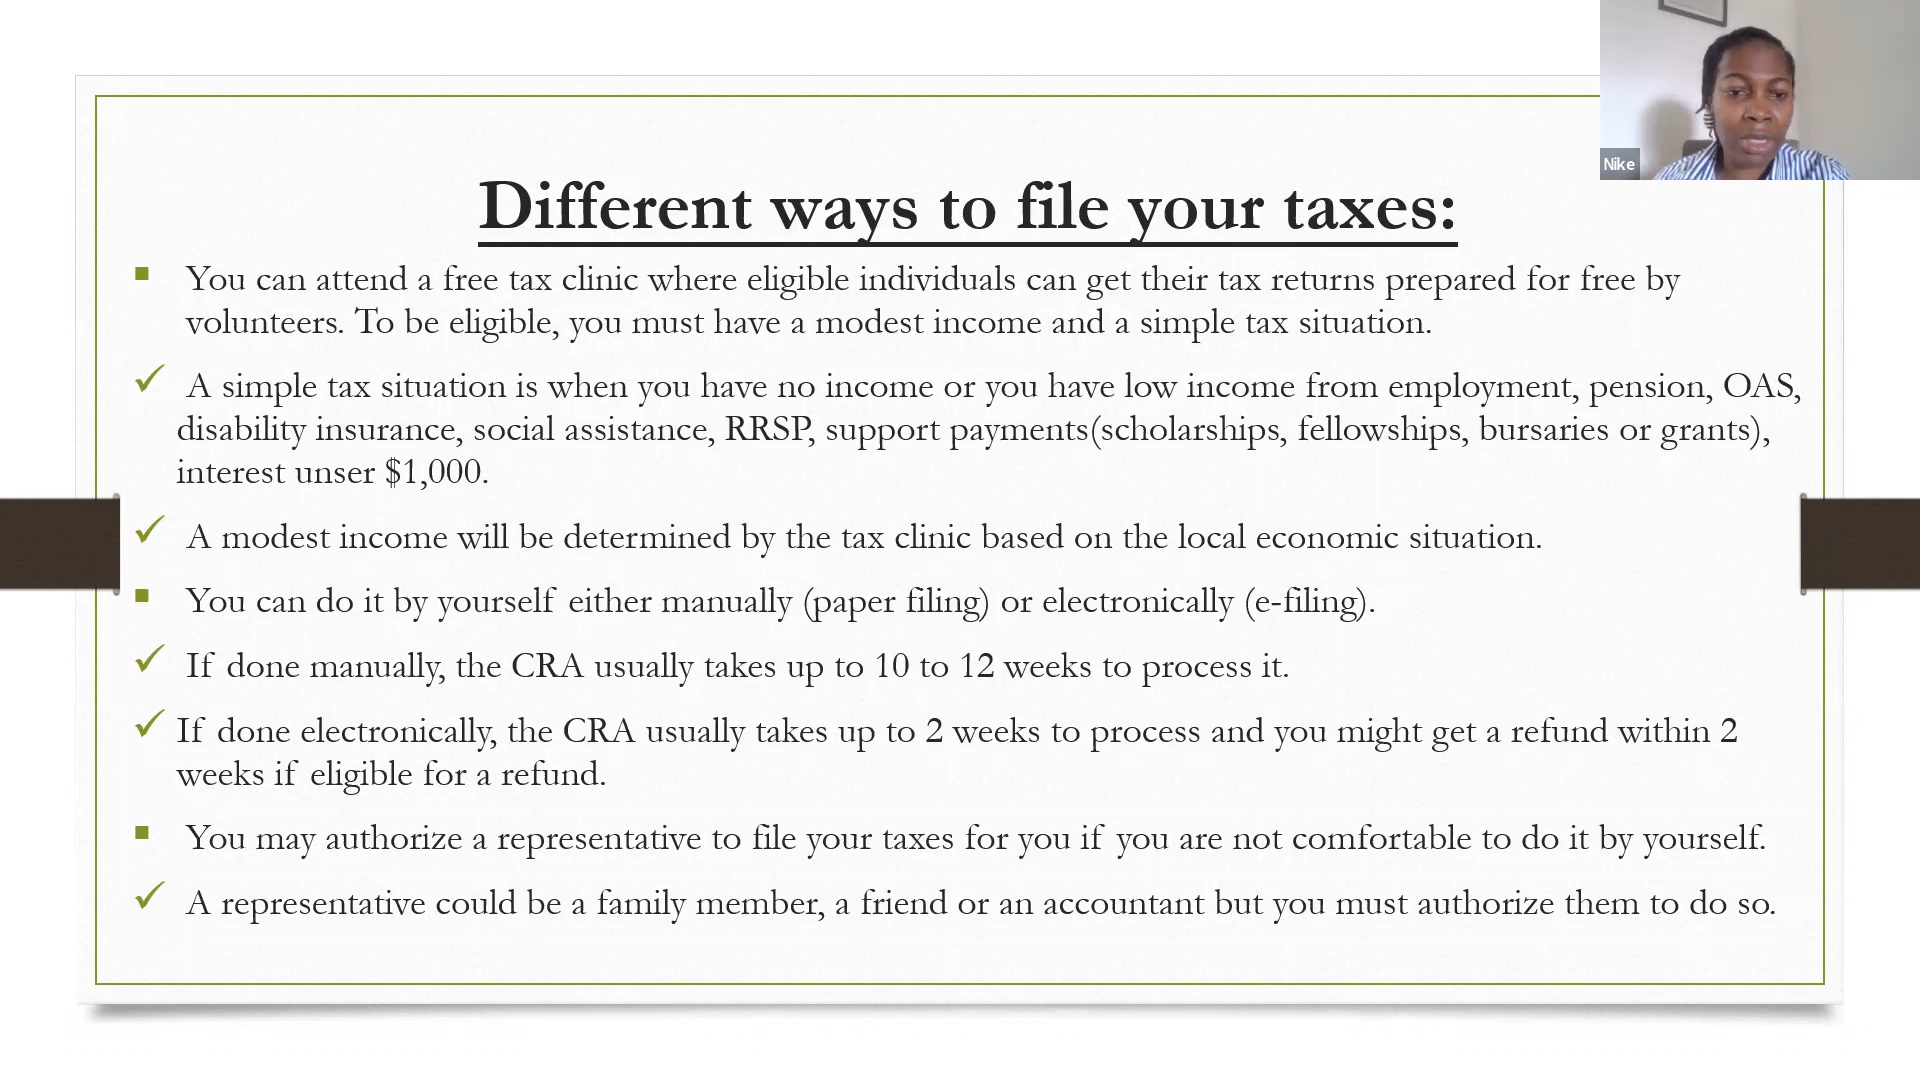 Nike
Different ways to file your taxes:
You can attend a free tax clinic where eligible individuals can get their tax returns prepared for free by
volunteers. To be eligible, you must have a modest income and a simple tax situation.
A simple tax situation is when you have no income or you have low income from employment, pension, OAS,
disability insurance, social assistance, RRSP, support payments(scholarships, fellowships, bursaries or grants),
interest unser $1,000.
A modest income will be determined by the tax clinic based on the local economic situation.
You can do it by yourself either manually (paper filing) or electronically (e-filing).
If done manually, the CRA usually takes up to 10 to 12 weeks to process it.
If done electronically, the CRA usually takes up to 2 weeks to process and you might get a refund within 2
weeks if eligible for a refund.
You may authorize a representative to file your taxes for you if you are not comfortable to do it by yourself.
A representative could be a family member, a friend or an accountant but you must authorize them to do so.